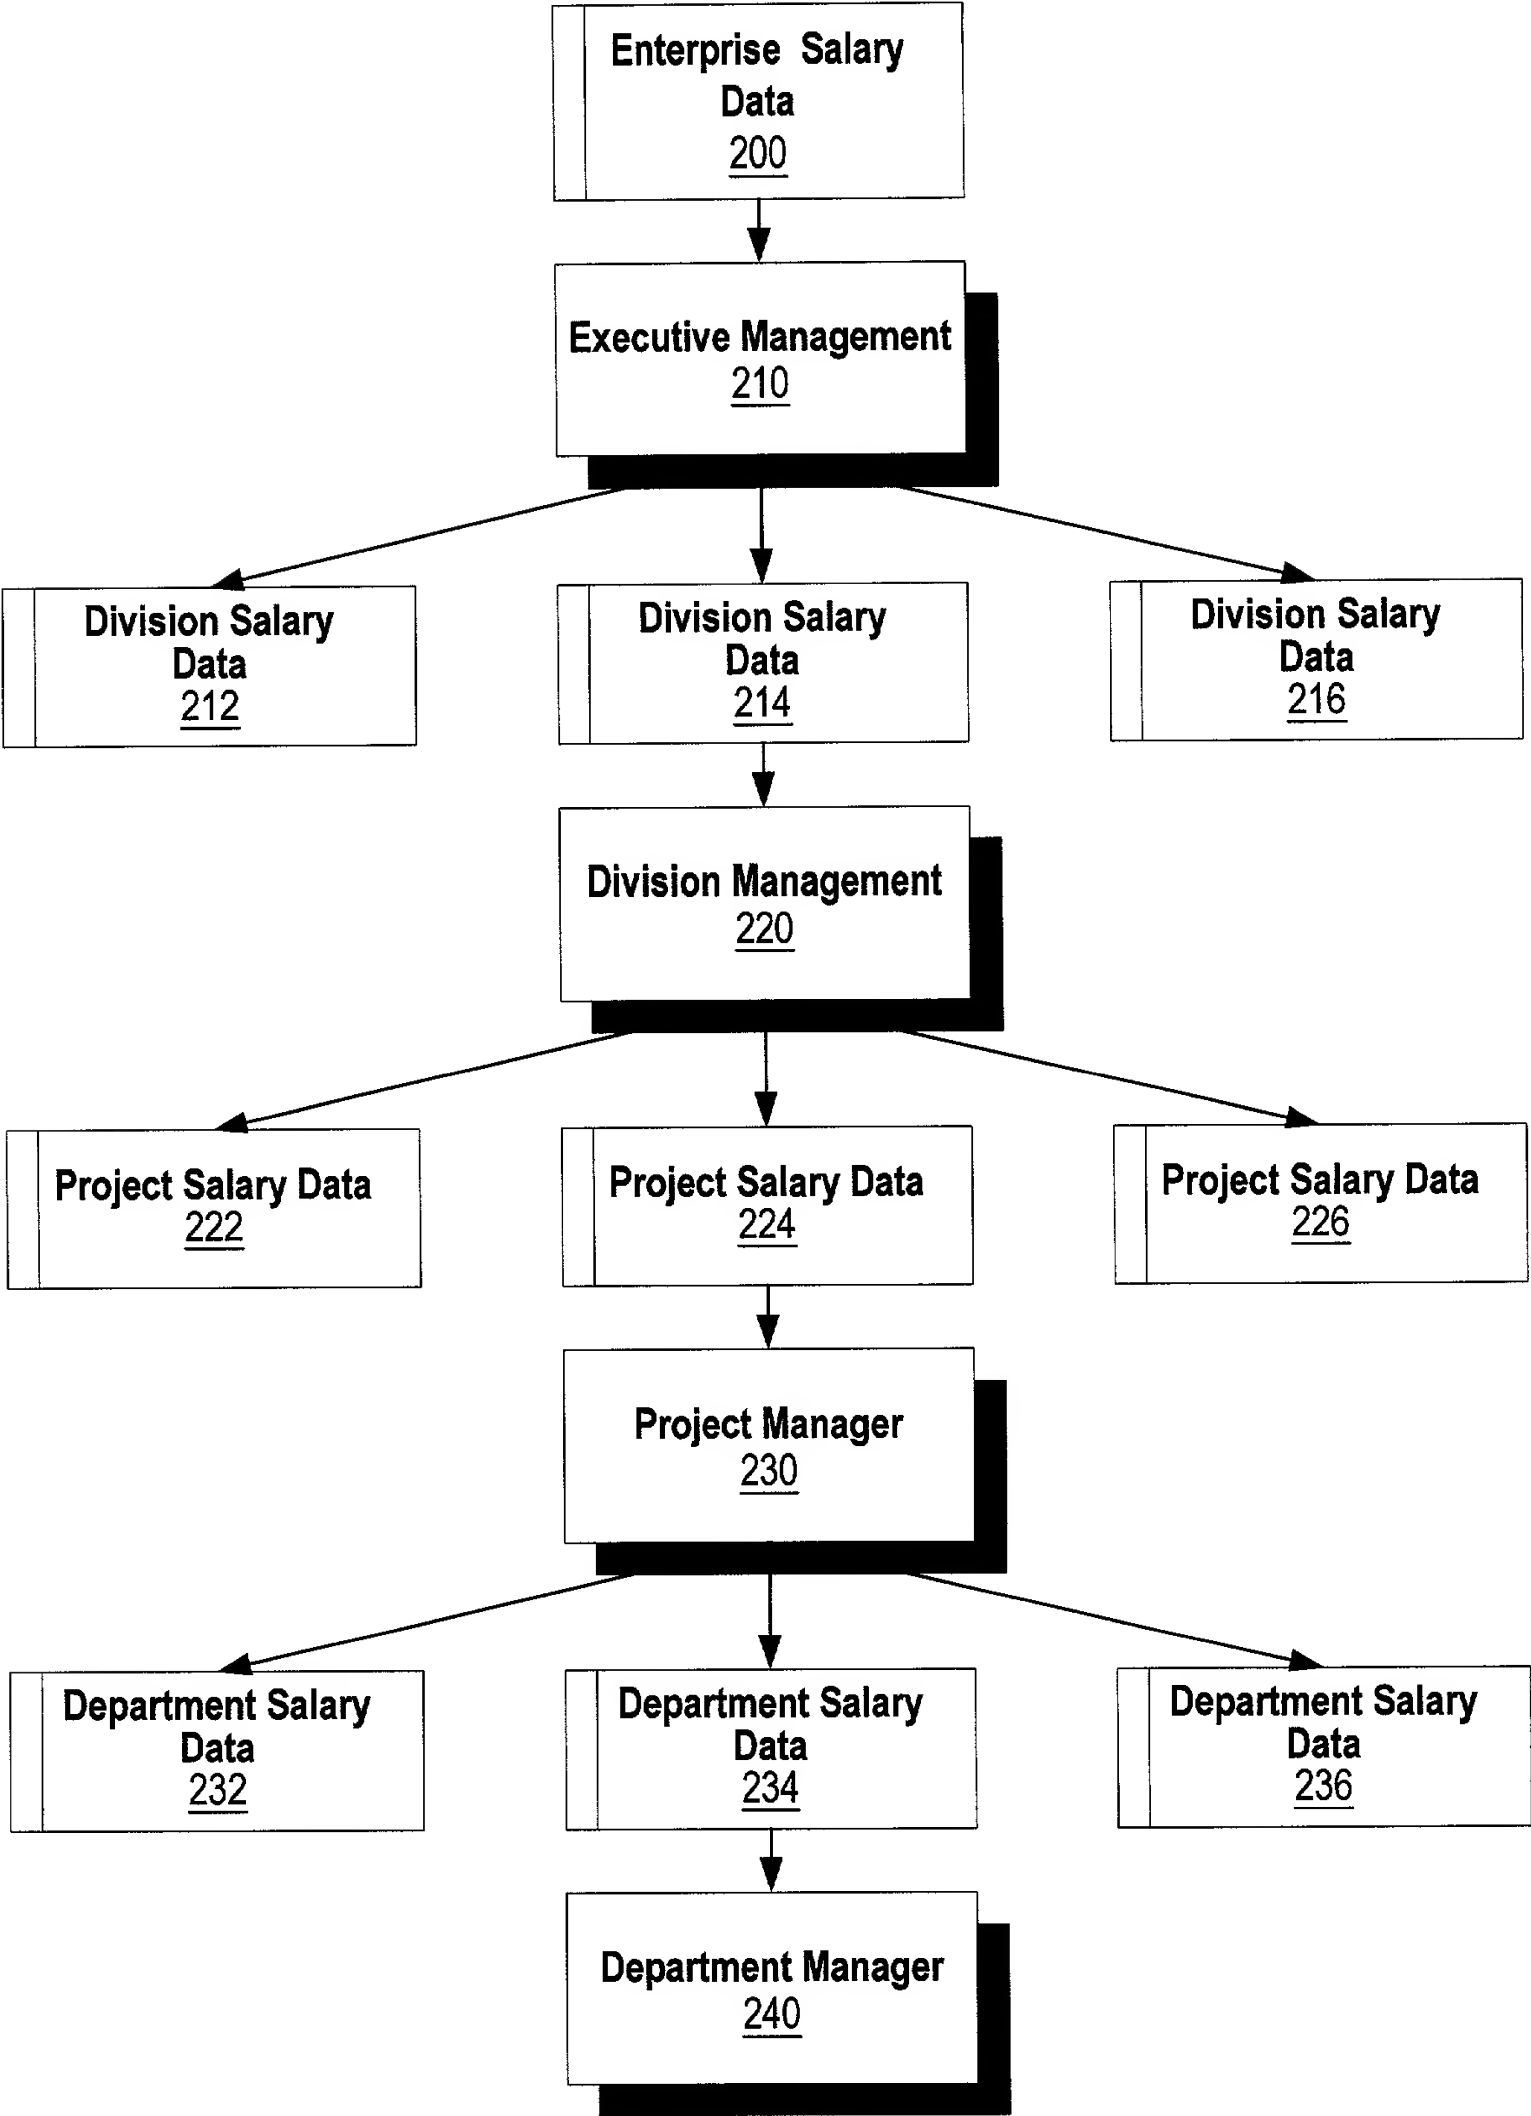 Enterprise Salary
Data
200
Executive Management
210
Division Salary
Data
212
Division Salary
Data
214
Division Salary
Data
216
Division Management
220
Project Salary Data
222
Project Salary Data
224
Project Salary Data
226
Project Manager
230
Department Salary
Data
232
Department Salary
Data
234
Department Salary
Data
236
Department Manager
240